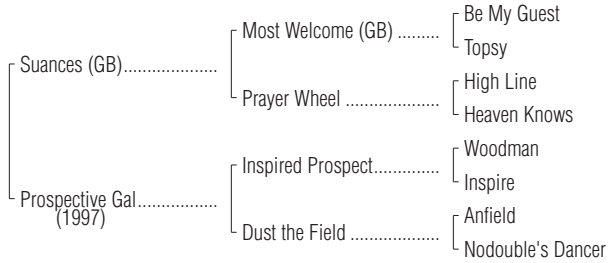 Be My Guest
Most Welcome (GB) .........
Topsy
Suances (GB)....................
High Line
Prayer Wheel ....................
Heaven Knows
Woodman
Inspired Prospect..............
Inspire
Prospective Gal.................
(1997)
Anfield
Dust the Field ...................
Nodouble's Dancer